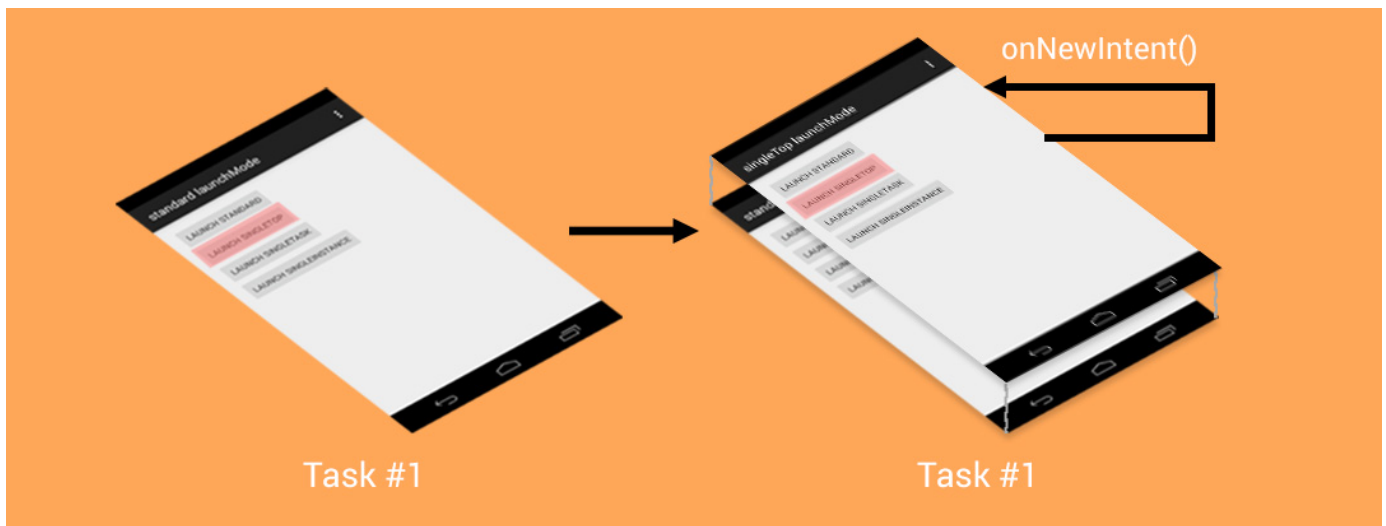 standard launchMode
LAUNCH STANDARD
LAUNCH SINGLETOP
LAUNCH SINGLETASK
LAUNCH SINGLEINSTANCE
Task #1
onNewIntent()
singleTop launchMode
LAUNCH STANDARD
LAUNCH SINGLETOP
LAUNCH SINGLETASK
LAUNCH SINGLEINSTANCE
Task #1